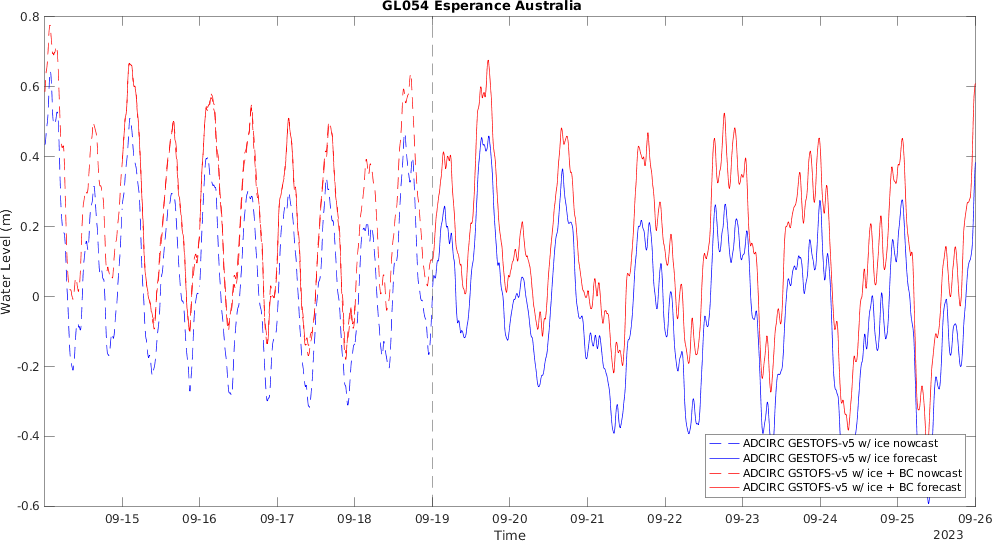 GL054 Esperance Australia
0.8
0.6
0.4
0.2
0
-0.2
-0.4
-0.6
Water Level (m)
ADCIRC GESTOFS-v5 w/ ice nowcast
ADCIRC GESTOFS-v5 w/ ice forecast
ADCIRC GSTOFS-v5 w/ ice + BC nowcast
ADCIRC GSTOFS-v5 w/ ice + BC forecast
09-15 09-16 09-17 09-18 09-19 09-20 09-21 09-22 09-23 09-24 09-25 09-26
Time
2023